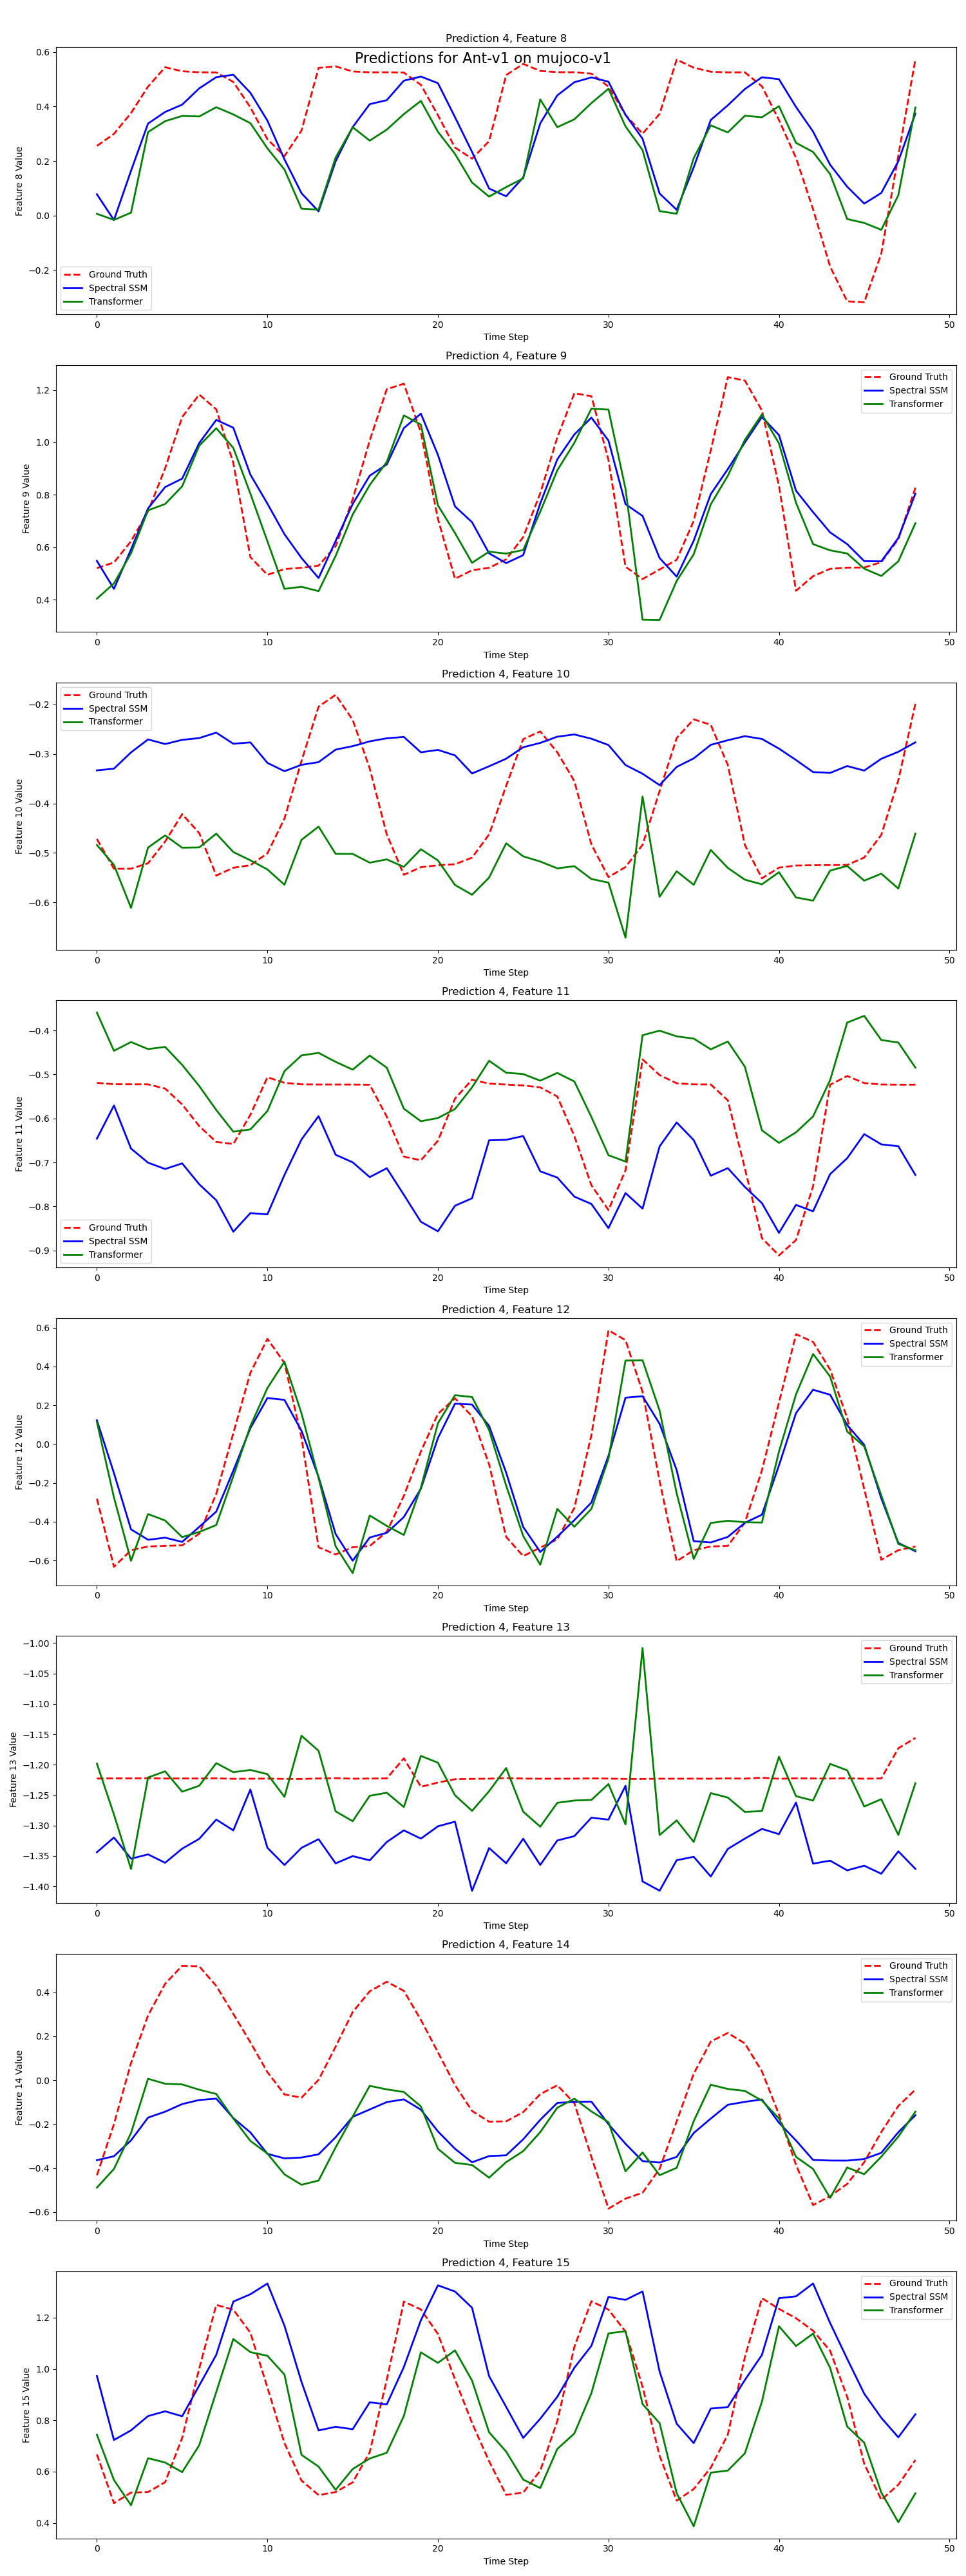 Prediction 4, Feature 8
Predictions for Ant-v1 on mujoco-v1
0.6
0.4
0.2
0.0
−0.2
Feature 8 Value
Ground Truth
Spectral SSM
Transformer
0 10 20 30 40 50
Time Step
Prediction 4, Feature 9
1.2
1.0
0.8
0.6
0.4
Feature 9 Value
Ground Truth
Spectral SSM
Transformer
0 10 20 30 40 50
Time Step
Prediction 4, Feature 10
−0.2
−0.3
−0.4
−0.5
−0.6
Feature 10 Value
Ground Truth
Spectral SSM
Transformer
0 10 20 30 40 50
Time Step
Prediction 4, Feature 11
−0.4
−0.5
−0.6
−0.7
−0.8
−0.9
Feature 11 Value
Ground Truth
Spectral SSM
Transformer
0 10 20 30 40 50
Time Step
Prediction 4, Feature 12
0.6
0.4
0.2
0.0
−0.2
−0.4
−0.6
Feature 12 Value
Ground Truth
Spectral SSM
Transformer
0 10 20 30 40 50
Time Step
Prediction 4, Feature 13
−1.00
−1.05
−1.10
−1.15
−1.20
−1.25
−1.30
−1.35
−1.40
Feature 13 Value
Ground Truth
Spectral SSM
Transformer
0 10 20 30 40 50
Time Step
Prediction 4, Feature 14
0.4
0.2
0.0
−0.2
−0.4
−0.6
Feature 14 Value
Ground Truth
Spectral SSM
Transformer
0 10 20 30 40 50
Time Step
Prediction 4, Feature 15
1.2
1.0
0.8
0.6
0.4
Feature 15 Value
Ground Truth
Spectral SSM
Transformer
0 10 20 30 40 50
Time Step